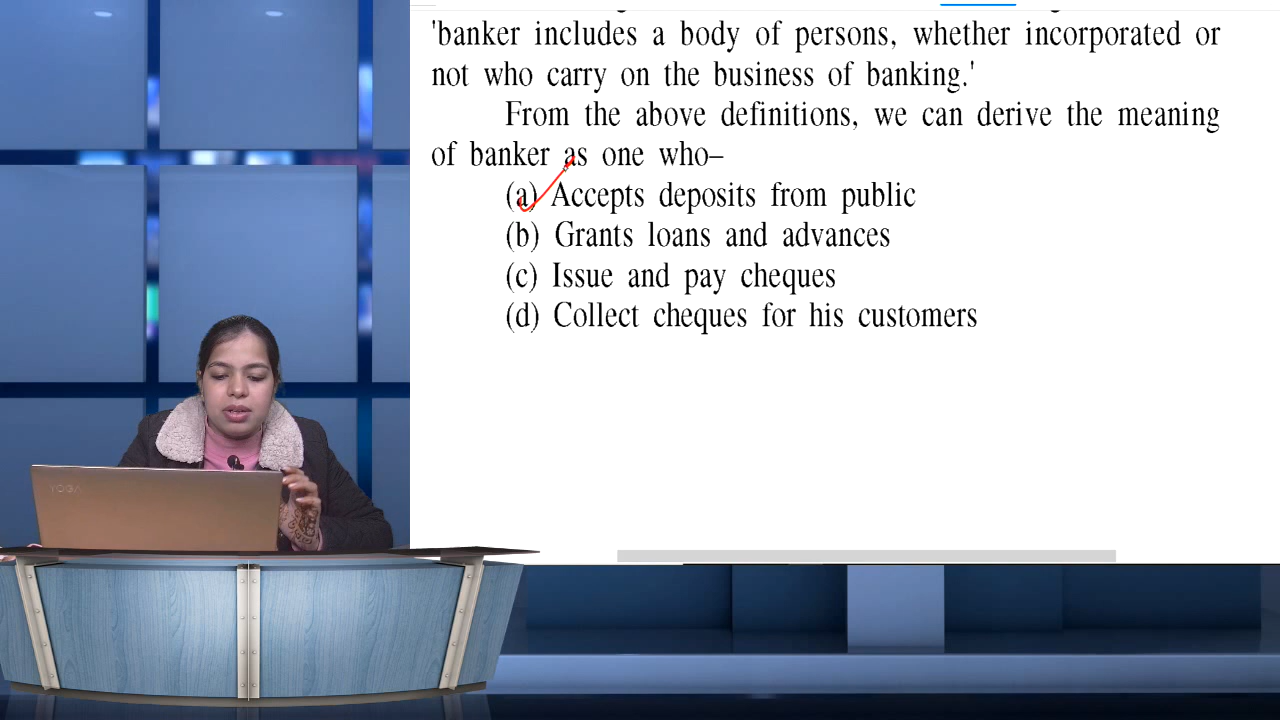 'banker includes a body of persons, whether incorporated or
not who carry on the business of banking.'
From the above definitions, we can derive the meaning
of banker as one who–
(a) Accepts deposits from public
(b) Grants loans and advances
(c) Issue and pay cheques
(d) Collect cheques for his customers
YOGA